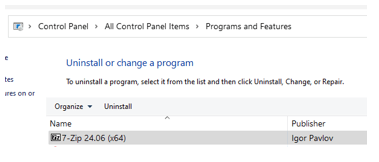 Control Panel > All Control Panel Items > Programs and Features
Uninstall or change a program
tes
To uninstall a program, select it from the list and then click Uninstall, Change, or Repair.
ures on or
Organize Uninstall
Name Publisher
7-Zip 24.06 (x64) Igor Pavlov